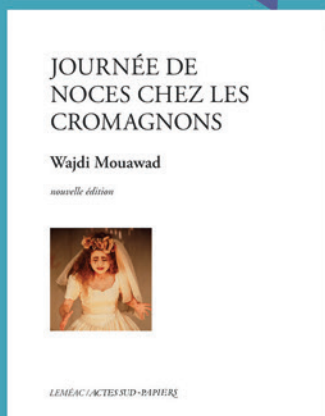 JOURNÉE DE
NOCES CHEZ LES
CROMAGNONS
Wajdi Mouawad
nouvelle édition
LEMÉAC / ACTES SUD - PAPIERS